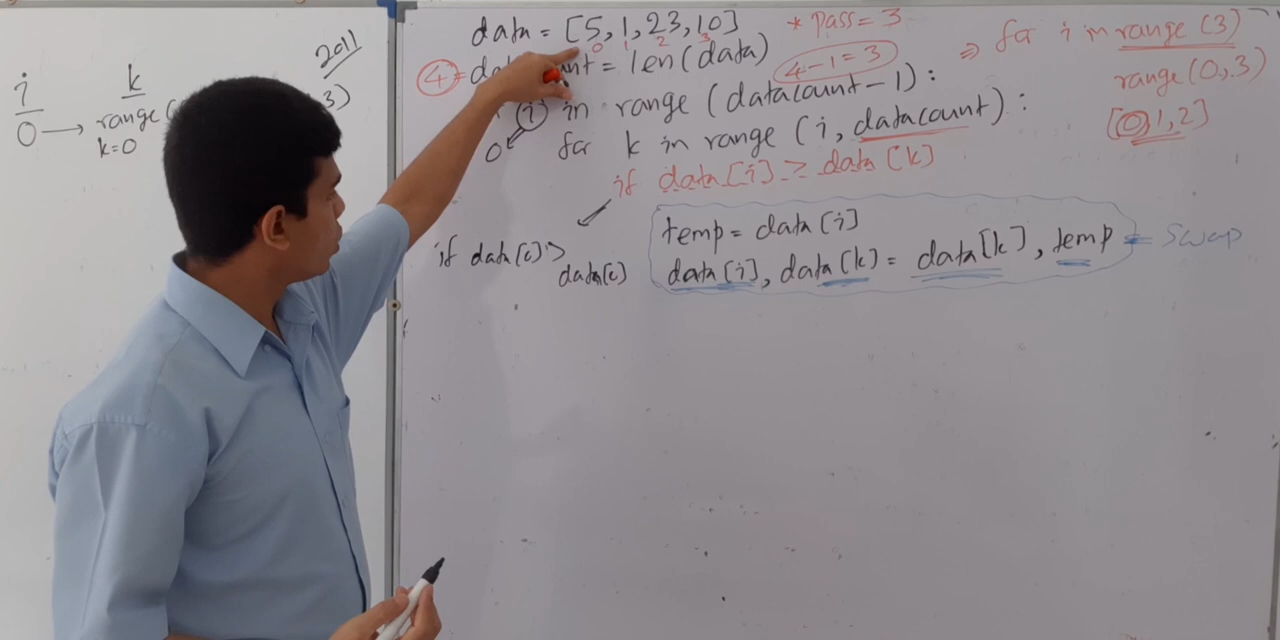 2011
i
k
0 → range(
3)
k=0
data = [5, 1, 23, 10]
0 1 2 3
* pass = 3
4 = da unt = len(data)
4-1=3
⇒ for i in range(3)
range(0,3)
[0,1,2]
(i) in range (datacount-1):
0
for k in range (i, datacount):
if data[i] > data[k]
if data[0]>
data[0]
temp = data[i]
data[i], data[k] = data[k], temp
= Swap